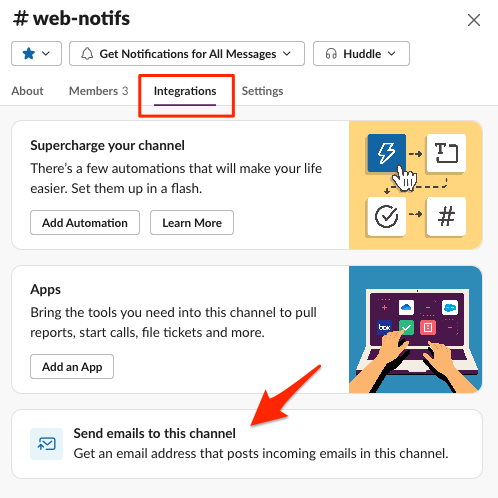 # web-notifs
Get Notifications for All Messages
Huddle
About
Members 3
Integrations
Settings
Supercharge your channel
There’s a few automations that will make your life
easier. Set them up in a flash.
Add Automation
Learn More
T
#
Apps
Bring the tools you need into this channel to pull
reports, start calls, file tickets and more.
Add an App
box
Send emails to this channel
Get an email address that posts incoming emails in this channel.